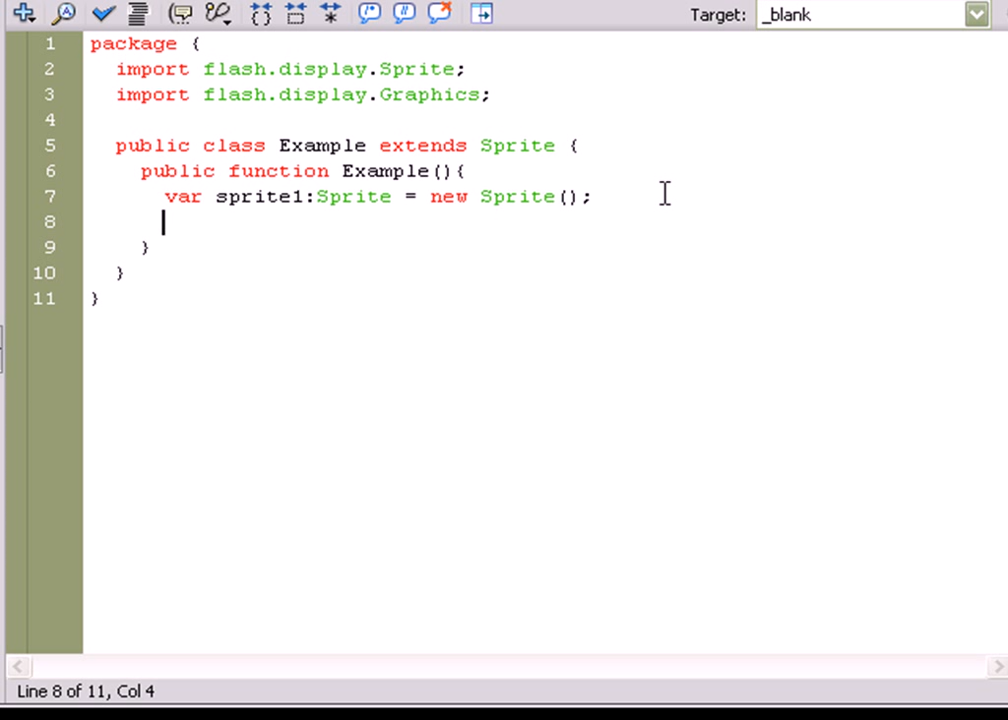 Target: _blank
1 package {
2 import flash.display.Sprite;
3 import flash.display.Graphics;
4
5 public class Example extends Sprite {
6 public function Example(){
7 var sprite1:Sprite = new Sprite();
8
9 }
10 }
11 }
Line 8 of 11, Col 4